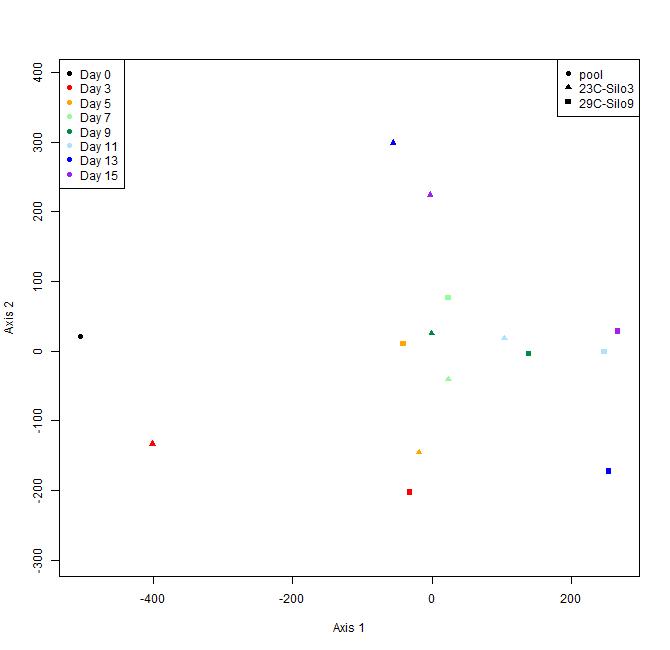 Day 0
Day 3
Day 5
Day 7
Day 9
Day 11
Day 13
Day 15
pool
23C-Silo3
29C-Silo9
400
300
200
100
0
-100
-200
-300
Axis 2
-400 -200 0 200
Axis 1